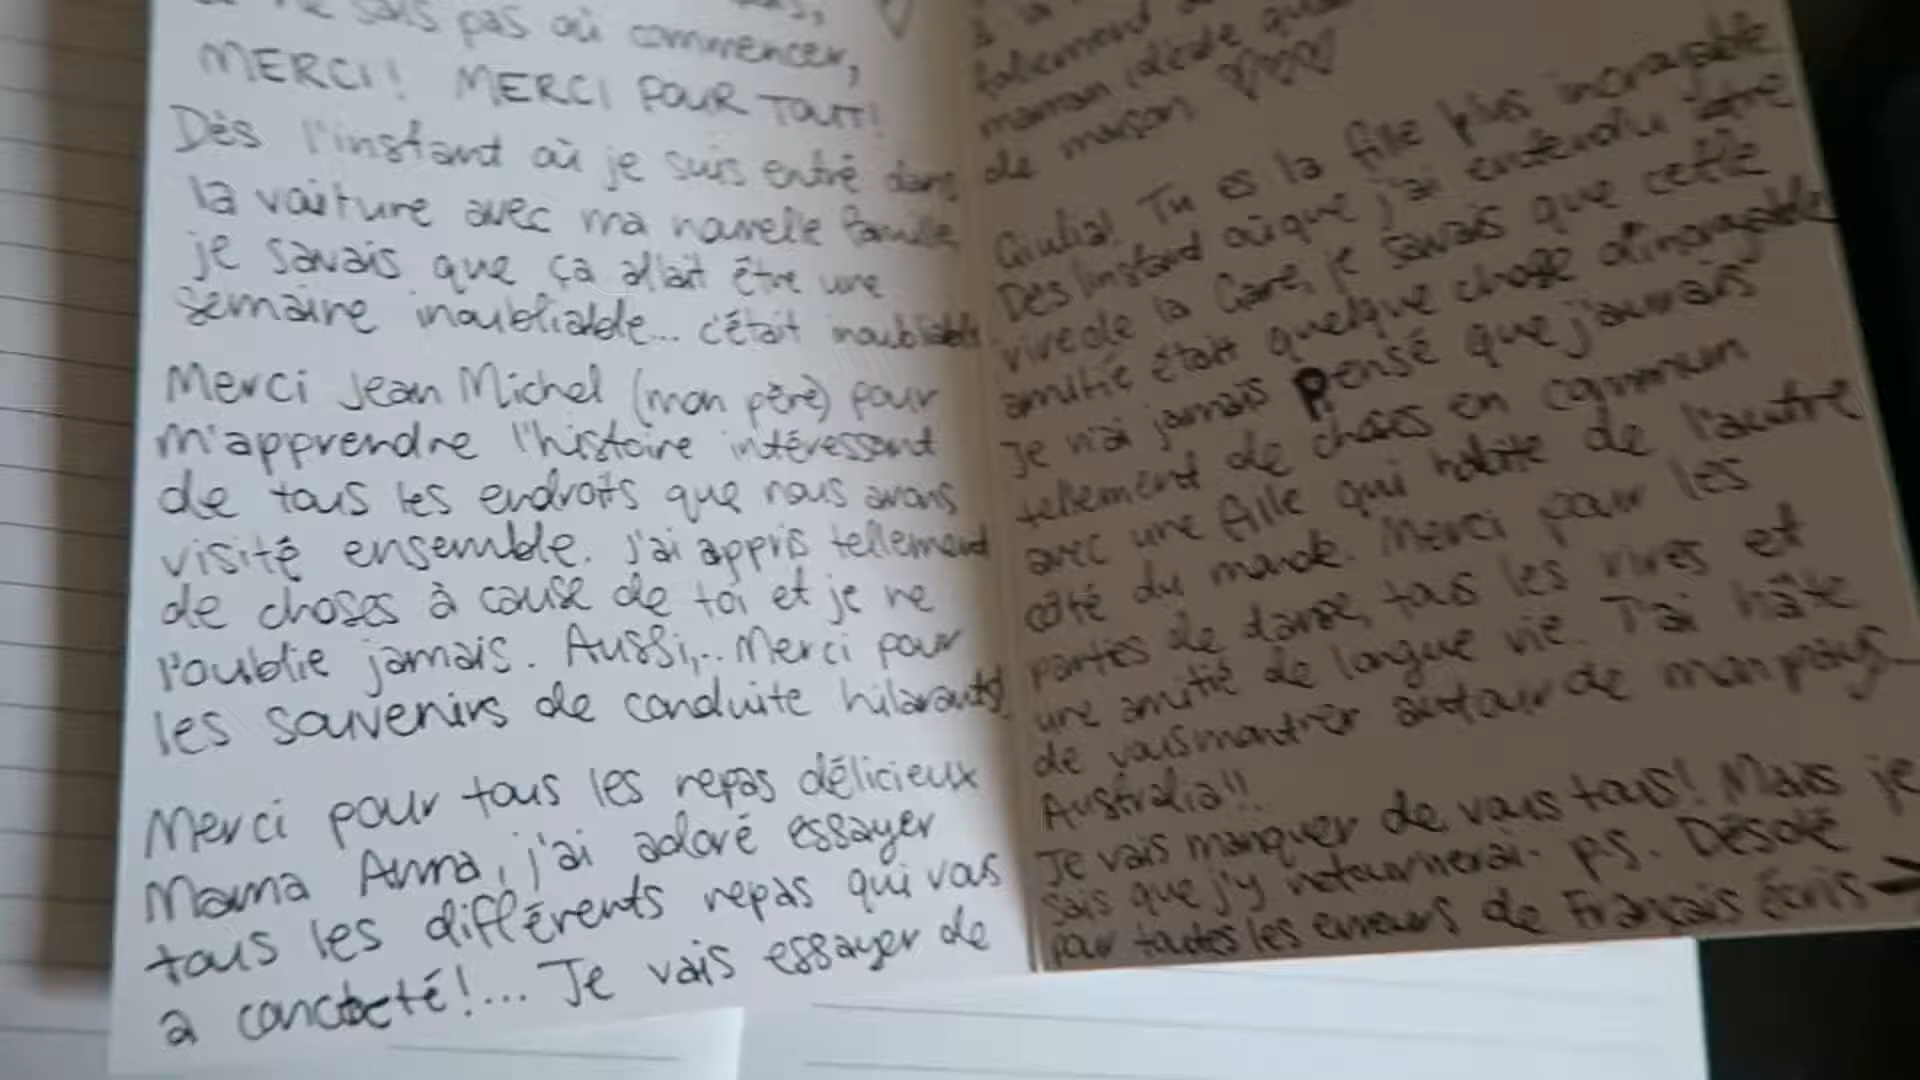 sais pas où commencer,
MERCI! MERCI POUR TOUT!
Dès l'instant où je suis entré dans
la voiture avec ma nouvelle famille
je savais que ça allait être une
semaine inoubliable... c'était inoubliable.
Merci Jean Michel (mon père) pour
m'apprendre l'histoire intéressant
de tous les endroits que nous avons
visité ensemble. J'ai appris tellement
de choses à cause de toi et je ne
l'oublie jamais. Aussi,.. Merci pour
les souvenirs de conduite hilarants!
Merci pour tous les repas délicieux
Mama Anna, j'ai adoré essayer
tous les différents repas qui vous
a concocté!... Je vais essayer de
à la
maman idéale
de maison
Giulia! Tu es la fille plus incroyable
Dès l'instant où que j'ai entendu être
vive de la Gare, je savais que cette
amitié était quelque chose d'incroyable
Je n'ai jamais pensé que j'aurais
tellement de choses en commun
avec une fille qui habite de l'autre
côté du monde. Merci pour les
parties de danse, tous les rires et
une amitié de longue vie. J'ai hâte
de vous montrer autour de mon pays
Australia!!
Je vais manquer de vous tous! Mais je
sais que j'y retournerai. ps. Désolé
pour toutes les erreurs de Français écris →